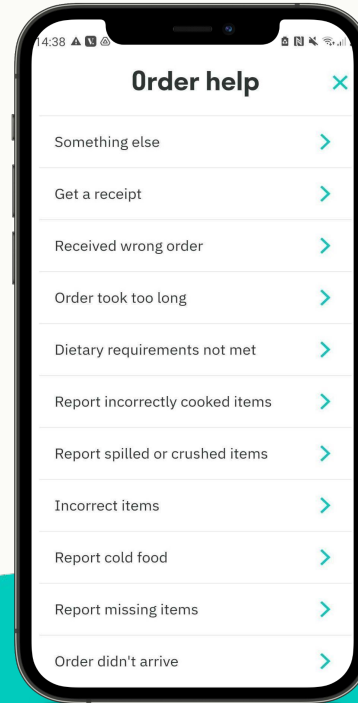 14:38
Order help
Something else
Get a receipt
Received wrong order
Order took too long
Dietary requirements not met
Report incorrectly cooked items
Report spilled or crushed items
Incorrect items
Report cold food
Report missing items
Order didn't arrive